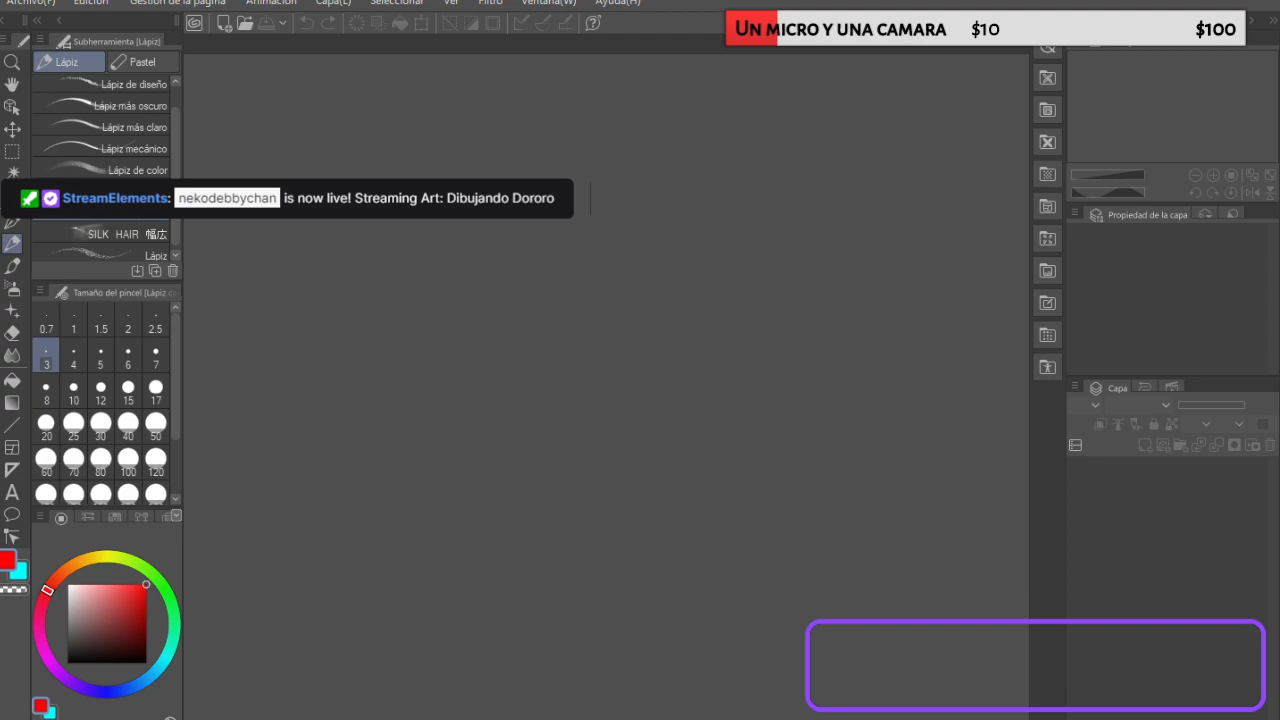 Archivo(F) Edición Gestión de la página Animación Capa(L) Seleccionar Ver Filtro Ventana(W) Ayuda(H)
UN MICRO Y UNA CAMARA $10 $100
Subherramienta [Lápiz]
Lápiz Pastel
Lápiz de diseño
Lápiz más oscuro
Lápiz más claro
Lápiz mecánico
Lápiz de color
StreamElements: nekodebbychan is now live! Streaming Art: Dibujando Dororo
SILK HAIR 幅広
Lápiz
Propiedad de la capa
Tamaño del pincel [Lápiz
0.7 1 1.5 2 2.5
3 4 5 6 7
8 10 12 15 17
20 25 30 40 50
60 70 80 100 120
Capa